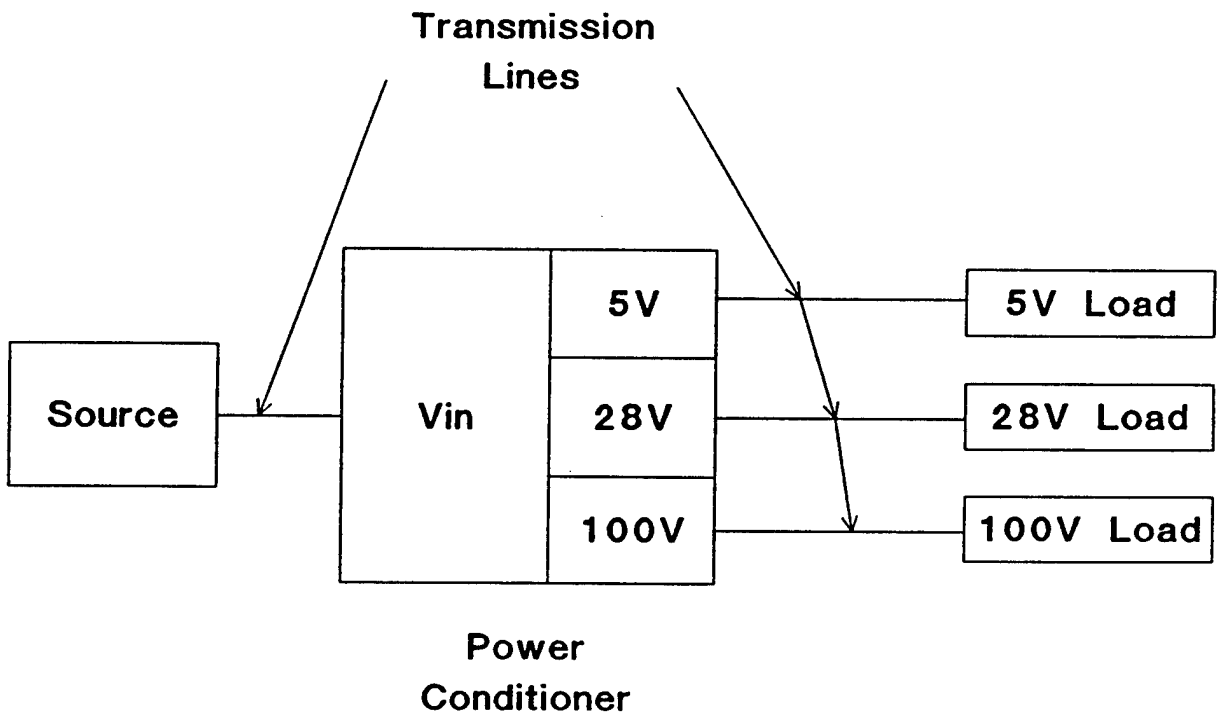 Transmission
Lines
5V
5V Load
Source
Vin
28V
28V Load
100V
100V Load
Power
Conditioner